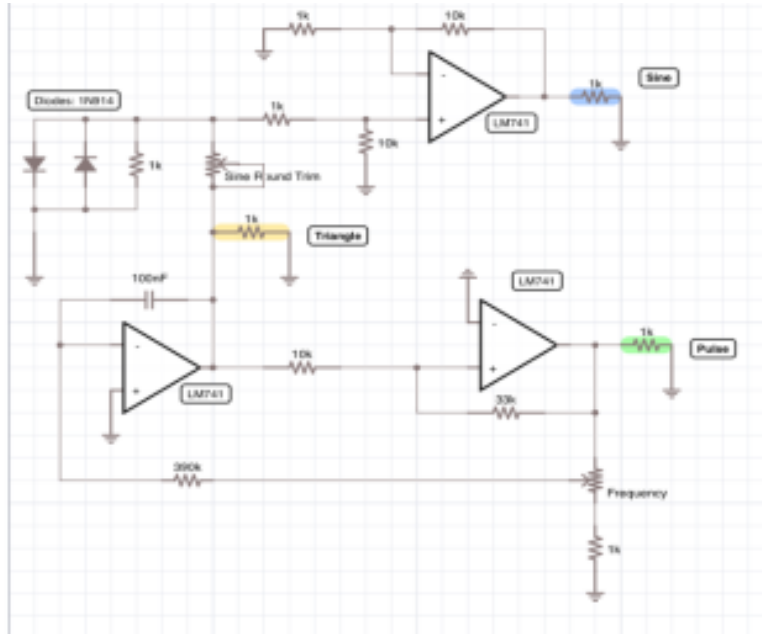 1k
10k
1k
Sine
Diodes: 1N914
1k
LM741
10k
1k
Sine Round Trim
1k
Triangle
100nF
LM741
10k
1k
Pulse
LM741
33k
390k
Frequency
1k